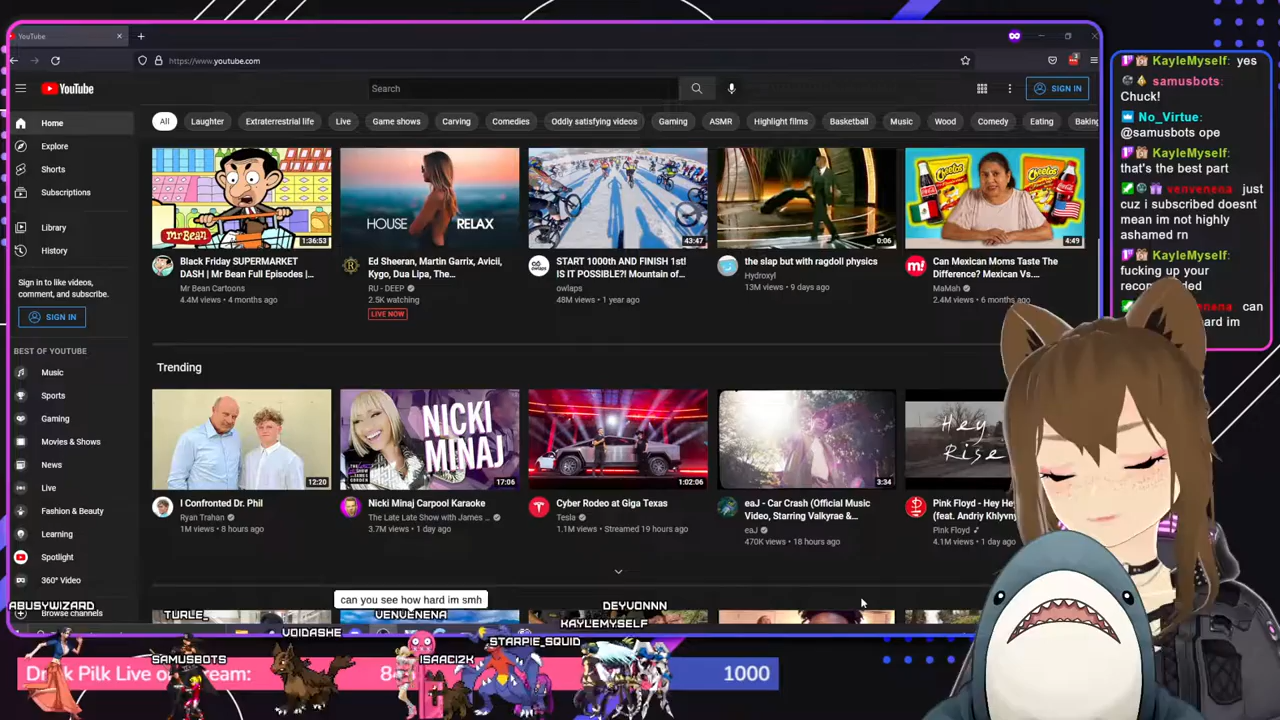 YouTube
https://www.youtube.com
YouTube
Search
SIGN IN
Home
Explore
Shorts
Subscriptions
Library
History
Sign in to like videos,
comment, and subscribe.
SIGN IN
BEST OF YOUTUBE
Music
Sports
Gaming
Movies & Shows
News
Live
Fashion & Beauty
Learning
Spotlight
360° Video
Browse channels
All
Laughter
Extraterrestrial life
Live
Game shows
Carving
Comedies
Oddly satisfying videos
Gaming
ASMR
Highlight films
Basketball
Music
Wood
Comedy
Eating
Baking
Mr BEAN
1:36:53
Black Friday SUPERMARKET
DASH | Mr Bean Full Episodes |...
Mr Bean Cartoons
4.4M views • 4 months ago
HOUSE RELAX
Ed Sheeran, Martin Garrix, Avicii,
Kygo, Dua Lipa, The...
RU - DEEP
2.5K watching
LIVE NOW
43:47
START 1000th AND FINISH 1st!
IS IT POSSIBLE?! Mountain of...
owlaps
48M views • 1 year ago
0:06
the slap but with ragdoll physics
Hydroxyl
13M views • 9 days ago
4:49
Can Mexican Moms Taste The
Difference? Mexican Vs....
MaMah
2.4M views • 6 months ago
Trending
12:20
I Confronted Dr. Phil
Ryan Trahan
1M views • 8 hours ago
NICKI
MINAJ
17:06
Nicki Minaj Carpool Karaoke
The Late Late Show with James ...
3.7M views • 1 day ago
1:02:06
Cyber Rodeo at Giga Texas
Tesla
1.1M views • Streamed 19 hours ago
3:34
eaJ - Car Crash (Official Music
Video, Starring Valkyrae &...
eaJ
470K views • 18 hours ago
Hey
Rise
Pink Floyd - Hey Hey
(feat. Andriy Khlyvny
Pink Floyd
4.1M views • 1 day
KayleMyself: yes
samusbots:
Chuck!
No_Virtue:
@samusbots ope
KayleMyself:
that's the best part
venvenena: just
cuz i subscribed doesnt
mean im not highly
ashamed rn
KayleMyself:
fucking up your
can you see how hard im smh
ABUSYWIZARD
TURLE_
VENVENENA
DEYVONNN
KAYLEMYSELF
VOIDASHE
STARPIE_SQUID
SAMUSBOTS
ISAACI2K
Pilk Live
1000